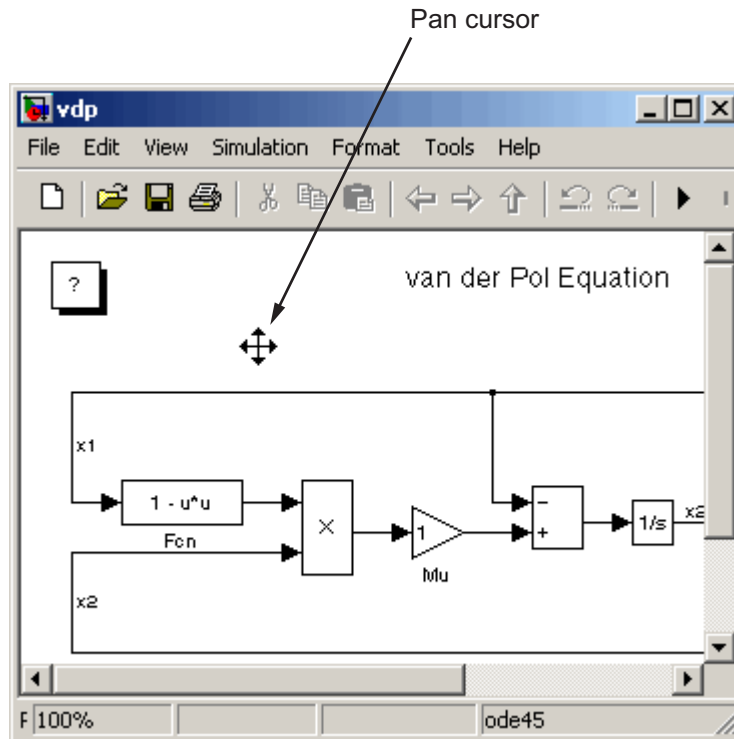 Pan cursor
vdp
File Edit View Simulation Format Tools Help
?
van der Pol Equation
x1
1 - u*u
Fcn
×
1
Mu
−
+
1/s
x2
x2
100%
ode45